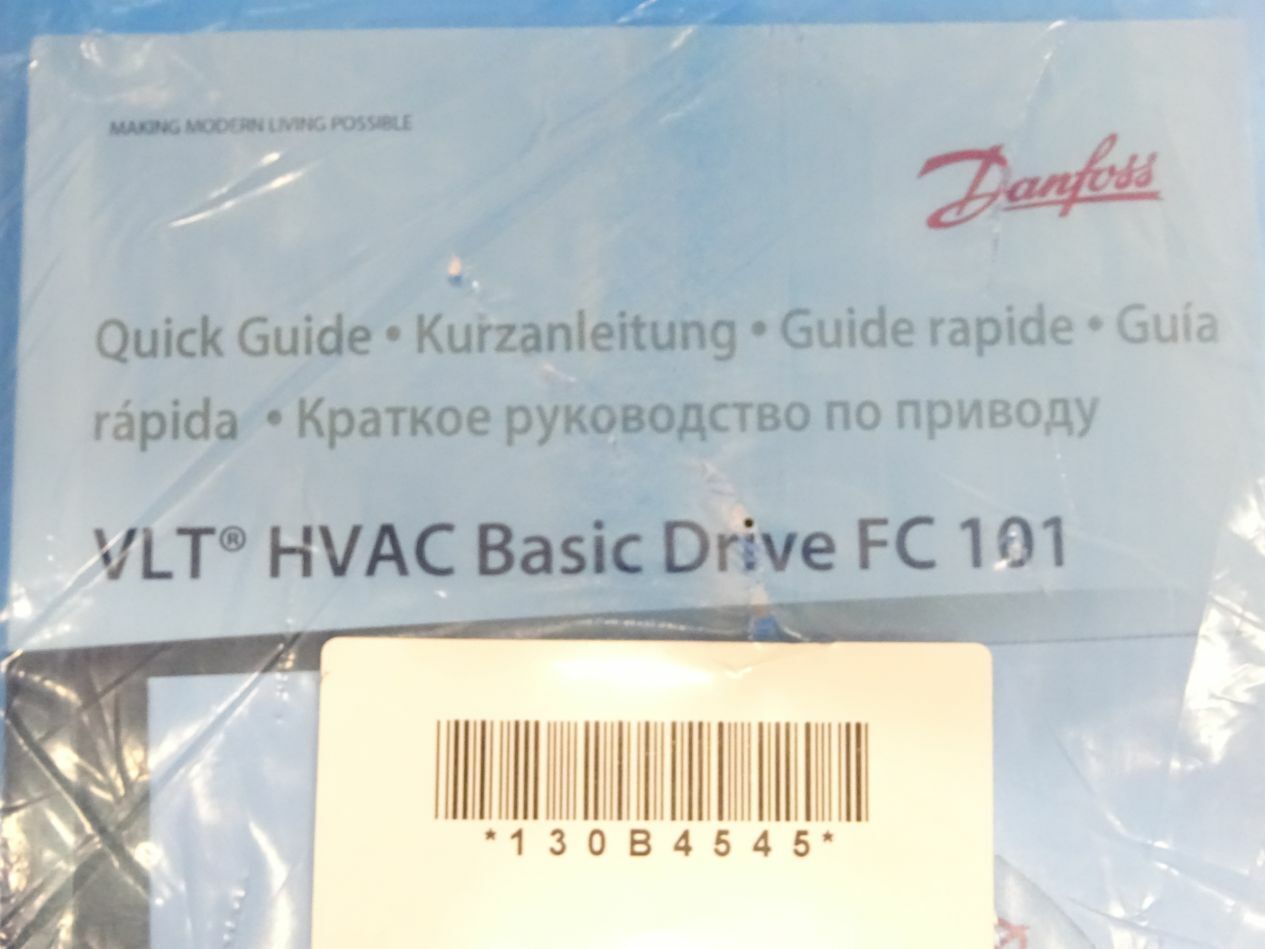 MAKING MODERN LIVING POSSIBLE
Danfoss
Quick Guide • Kurzanleitung • Guide rapide • Guía
rápida • Краткое руководство по приводу
VLT® HVAC Basic Drive FC 101
*130B4545*